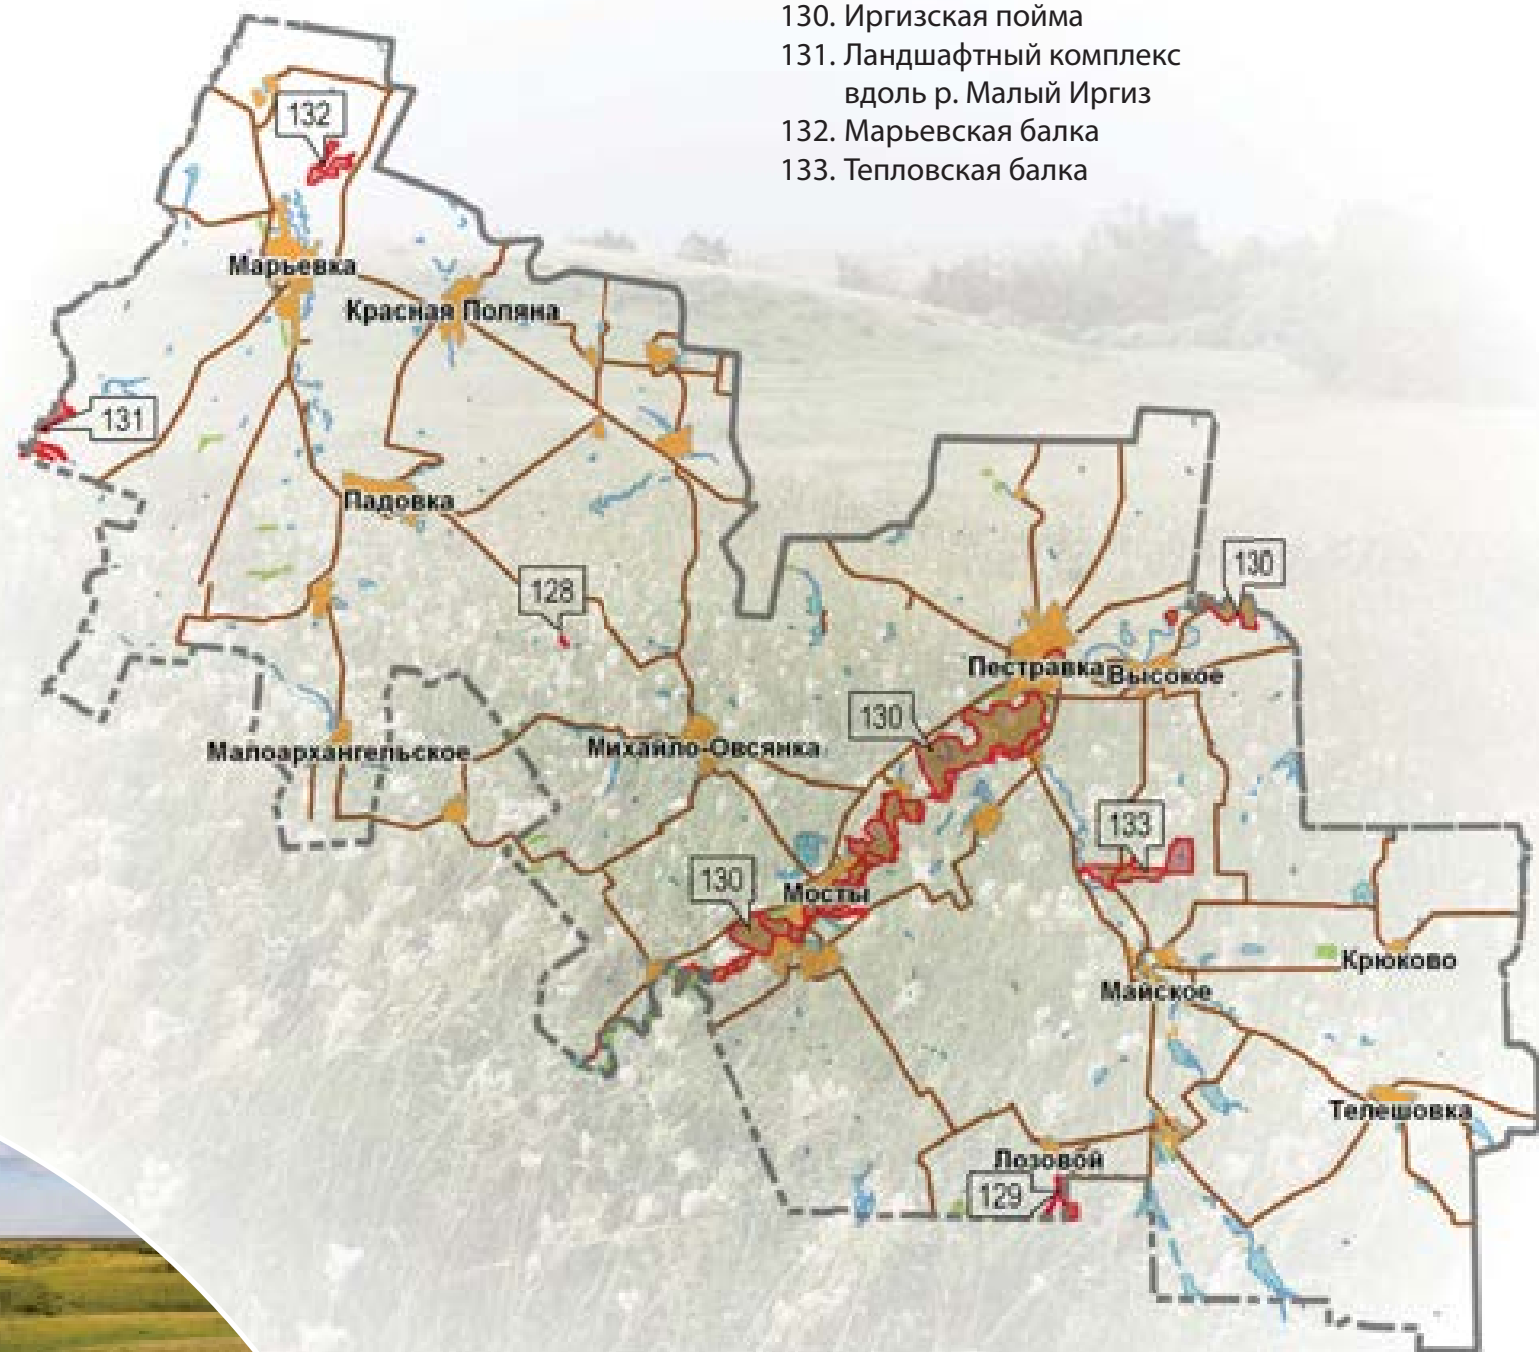 130. Иргизская пойма
131. Ландшафтный комплекс
вдоль р. Малый Иргиз
132. Марьевская балка
133. Тепловская балка
132
Марьевка
Красная Поляна
131
Падовка
128
130
Пестравка
Высокое
130
Малоархангельское
Михайло-Овсянка
133
130
Мосты
Крюково
Майское
Телешовка
Лозовой
129